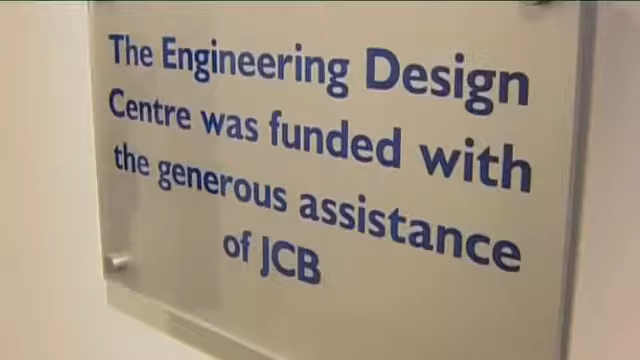 The Engineering Design
Centre was funded with
the generous assistance
of JCB